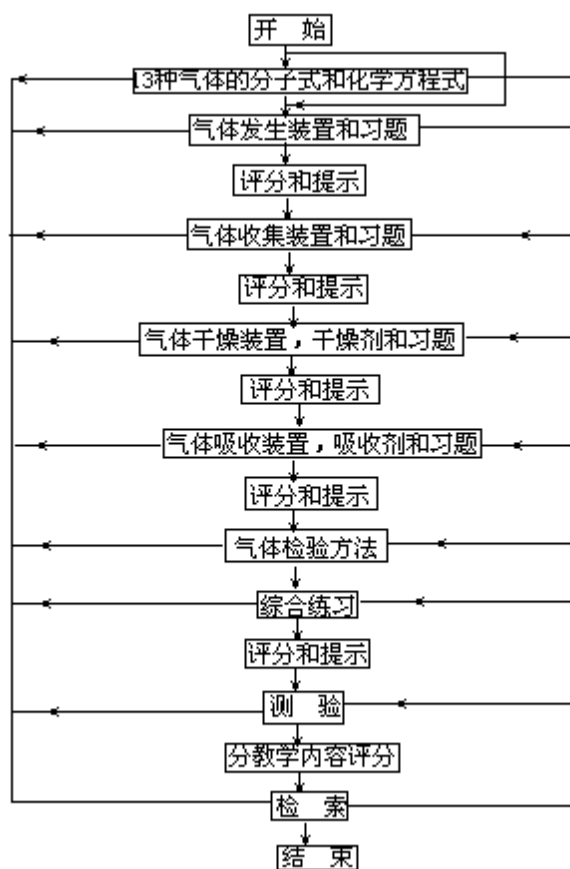 开 始
13种气体的分子式和化学方程式
气体发生装置和习题
评分和提示
气体收集装置和习题
评分和提示
气体干燥装置，干燥剂和习题
评分和提示
气体吸收装置，吸收剂和习题
评分和提示
气体检验方法
综合练习
评分和提示
测 验
分教学内容评分
检 索
结 束